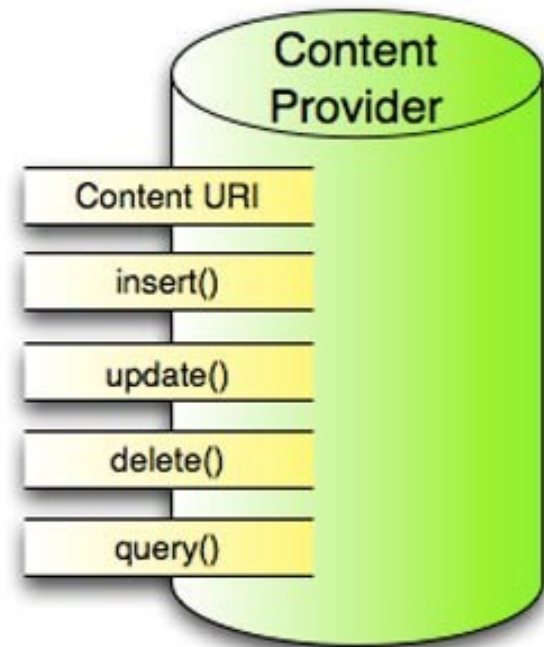 Content
Provider
Content URI
insert()
update()
delete()
query()